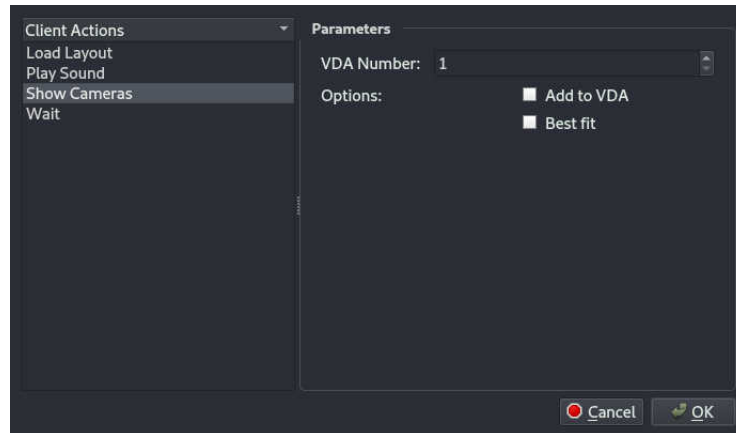 Client Actions
Load Layout
Play Sound
Show Cameras
Wait
Parameters
VDA Number: 1
Options: Add to VDA
Best fit
Cancel OK